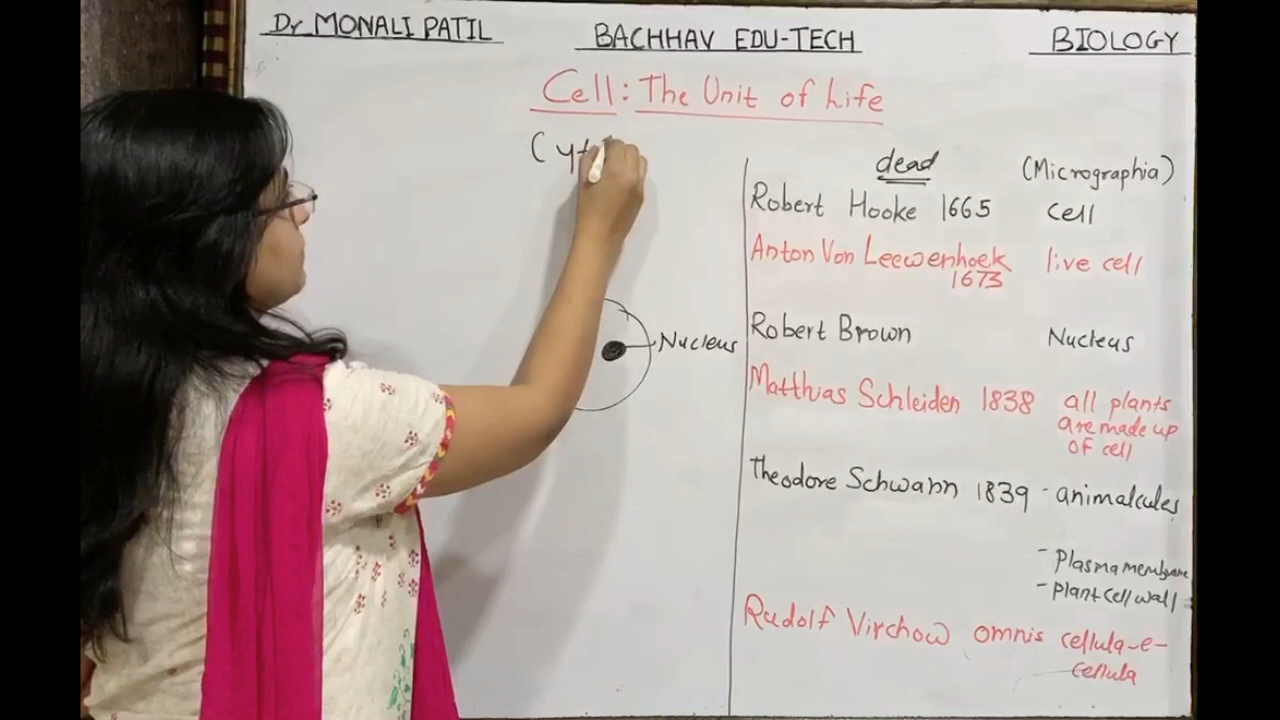 Dr MONALI PATIL
BACHHAV EDU-TECH
BIOLOGY
Cell: The Unit of Life
Cyt
Nucleus
dead
(Micrographia)
Robert Hooke 1665 Cell
Anton Von Leewenhoek live cell
1673
Robert Brown Nucleus
Matthias Schleiden 1838 all plants
are made up
of cell
Theodore Schwann 1839 - animalcules
- Plasma membrane
- Plant cell wall
Rudolf Virchow omnis cellula-e-
cellula